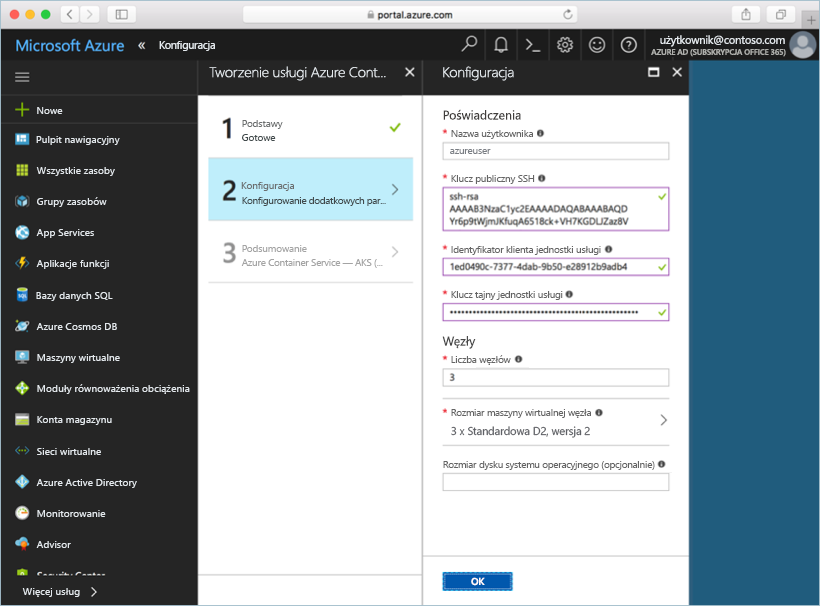 portal.azure.com
Microsoft Azure « Konfiguracja
użytkownik@contoso.com
AZURE AD (SUBSKRYPCJA OFFICE 365)
Nowe
Pulpit nawigacyjny
Wszystkie zasoby
Grupy zasobów
App Services
Aplikacje funkcji
Bazy danych SQL
Azure Cosmos DB
Maszyny wirtualne
Moduły równoważenia obciążenia
Konta magazynu
Sieci wirtualne
Azure Active Directory
Monitorowanie
Advisor
Security Center
Więcej usług
Tworzenie usługi Azure Cont...
1 Podstawy
Gotowe
2 Konfiguracja
Konfigurowanie dodatkowych par...
3 Podsumowanie
Azure Container Service — AKS (...
Konfiguracja
Poświadczenia
* Nazwa użytkownika
azureuser
* Klucz publiczny SSH
ssh-rsa
AAAAB3NzaC1yc2EAAAADAQABAAABAQD
Yr6p9tWjmJKfuqA6518ck+VH7KGDLJZaz8V
* Identyfikator klienta jednostki usługi
1ed0490c-7377-4dab-9b50-e28912b9adb4
* Klucz tajny jednostki usługi
Węzły
* Liczba węzłów
3
* Rozmiar maszyny wirtualnej węzła
3 x Standardowa D2, wersja 2
Rozmiar dysku systemu operacyjnego (opcjonalnie)
OK